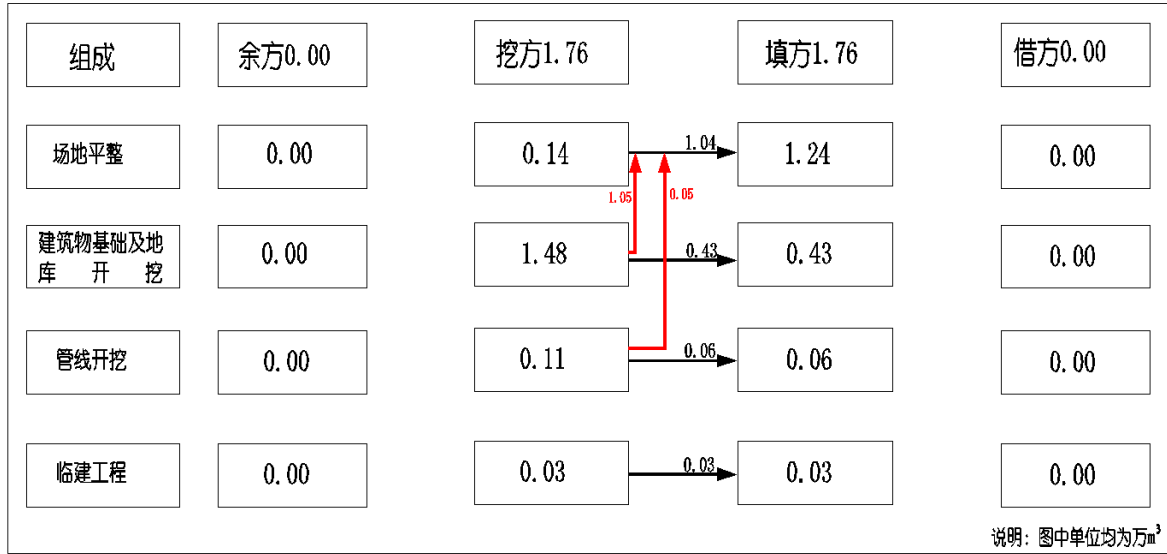 组成 余方0.00 挖方1.76 填方1.76 借方0.00
场地平整 0.00 0.14 1.04 1.24 0.00
1.05 0.05
建筑物基础及地
库开挖 0.00 1.48 0.43 0.43 0.00
管线开挖 0.00 0.11 0.06 0.06 0.00
临建工程 0.00 0.03 0.03 0.03 0.00
说明：图中单位均为万m³